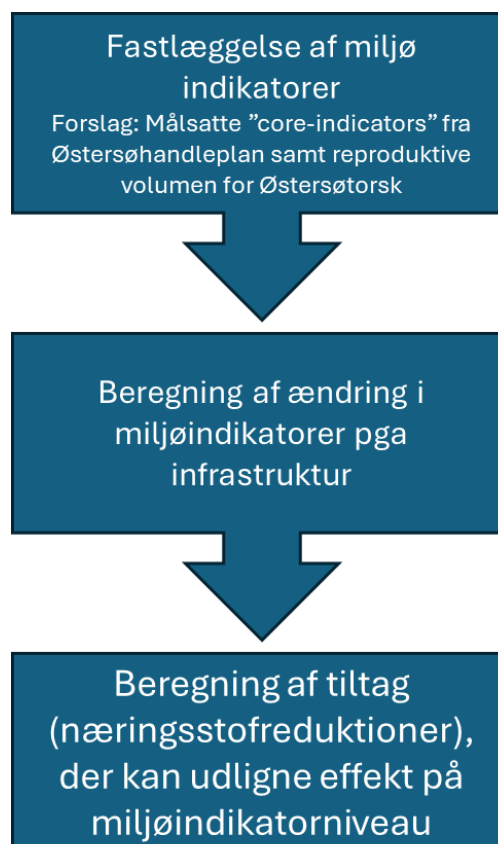 Fastlæggelse af miljø
indikatorer
Forslag: Målsatte ”core-indicators” fra
Østersøhandleplan samt reproduktive
volumen for Østersøtorsk
Beregning af ændring i
miljøindikatorer pga
infrastruktur
Beregning af tiltag
(næringsstofreduktioner),
der kan udligne effekt på
miljøindikatorniveau